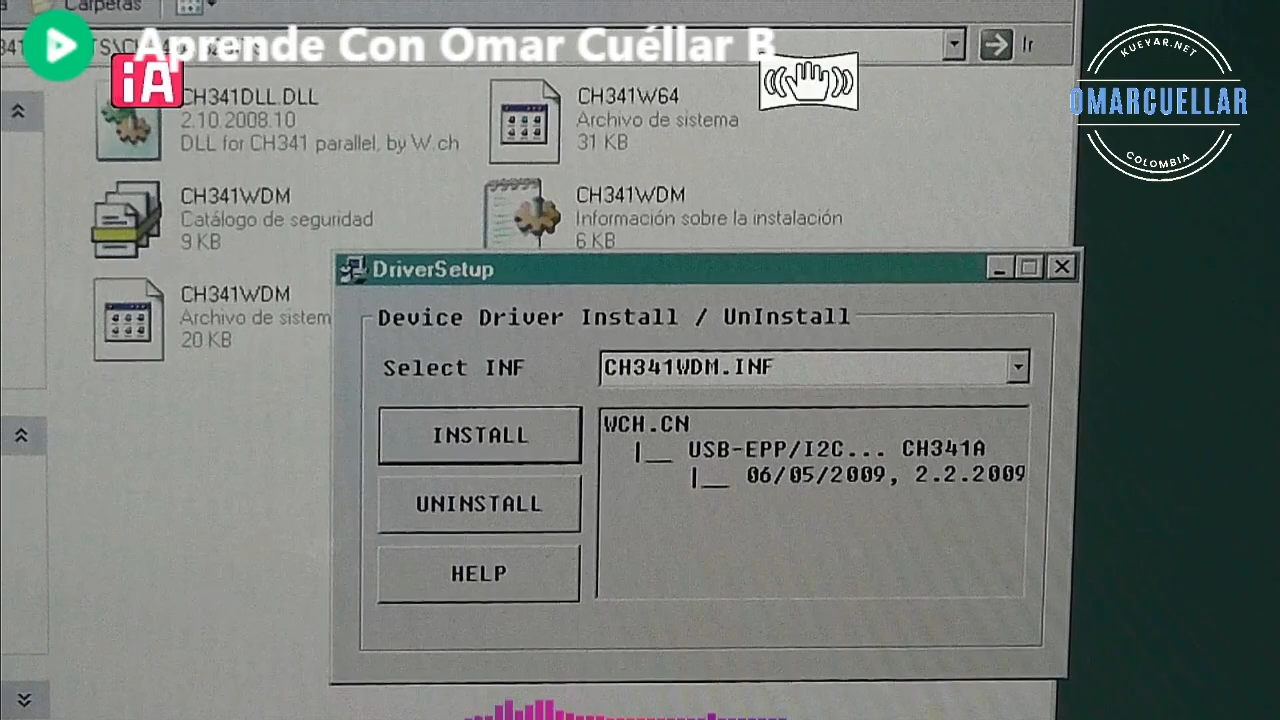 Carpetas
Aprende Con Omar Cuéllar B
Ir
iA
KUEYAR.NET
OMARCUELLAR
COLOMBIA
CH341DLL.DLL
2.10.2008.10
DLL for CH341 parallel, by W.ch
CH341W64
Archivo de sistema
31 KB
CH341WDM
Catálogo de seguridad
9 KB
CH341WDM
Información sobre la instalación
6 KB
CH341WDM
Archivo de sistem
20 KB
DriverSetup
Device Driver Install / UnInstall
Select INF
CH341WDM.INF
INSTALL
UNINSTALL
HELP
WCH.CN
|__ USB-EPP/I2C... CH341A
|__ 06/05/2009, 2.2.2009